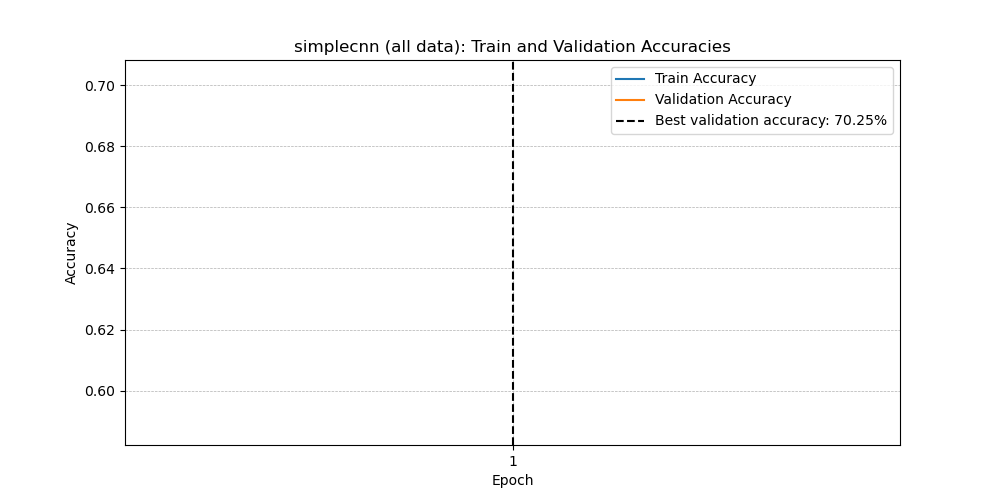 simplecnn (all data): Train and Validation Accuracies
Train Accuracy
Validation Accuracy
Best validation accuracy: 70.25%
0.70
0.68
0.66
0.64
0.62
0.60
Accuracy
1
Epoch